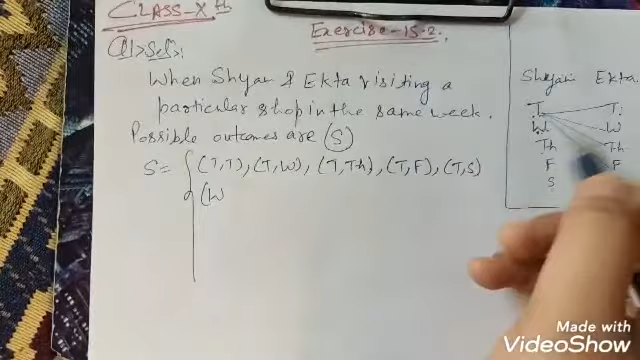 CLASS-Xth
Exercise-15.2.
Q1>Sol>:
When Shyam & Ekta visiting a
particular shop in the same week.
Possible outcomes are (S)
S= { (T,T), (T,W), (T,Th), (T,F), (T,S)
(W
Shyam Ekta
T T
W W
Th Th
F F
S
Made with
VideoShow